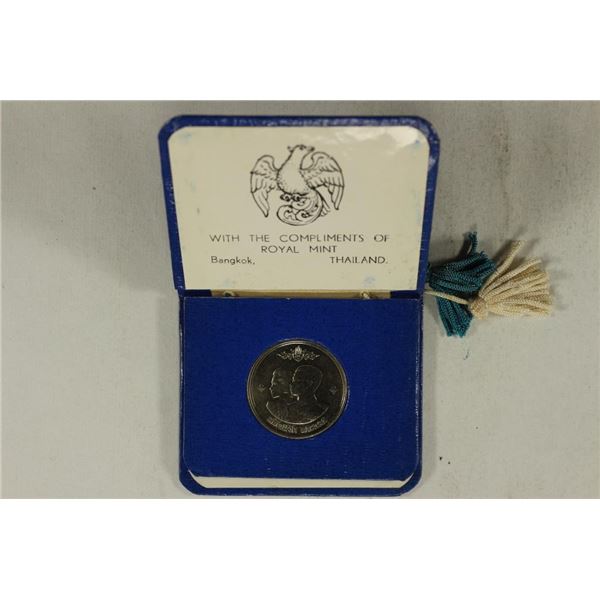 WITH THE COMPLIMENTS OF
ROYAL MINT
Bangkok, THAILAND.